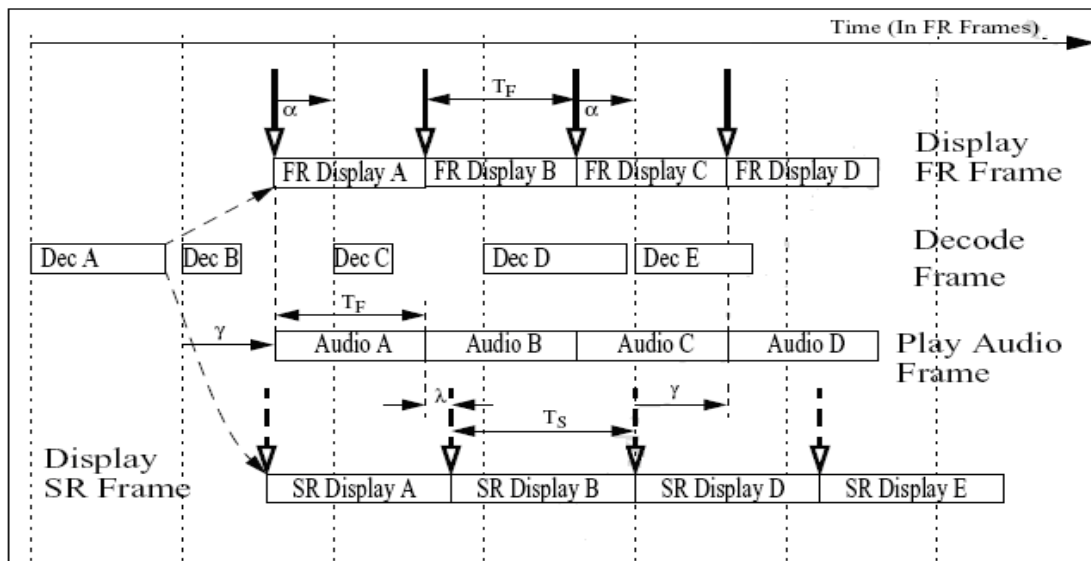 Time (In FR Frames)
α
T_F
α
FR Display A
FR Display B
FR Display C
FR Display D
Display
FR Frame
Dec A
Dec B
Dec C
Dec D
Dec E
Decode
Frame
T_F
γ
Audio A
Audio B
Audio C
Audio D
Play Audio
Frame
λ
T_S
γ
Display
SR Frame
SR Display A
SR Display B
SR Display D
SR Display E